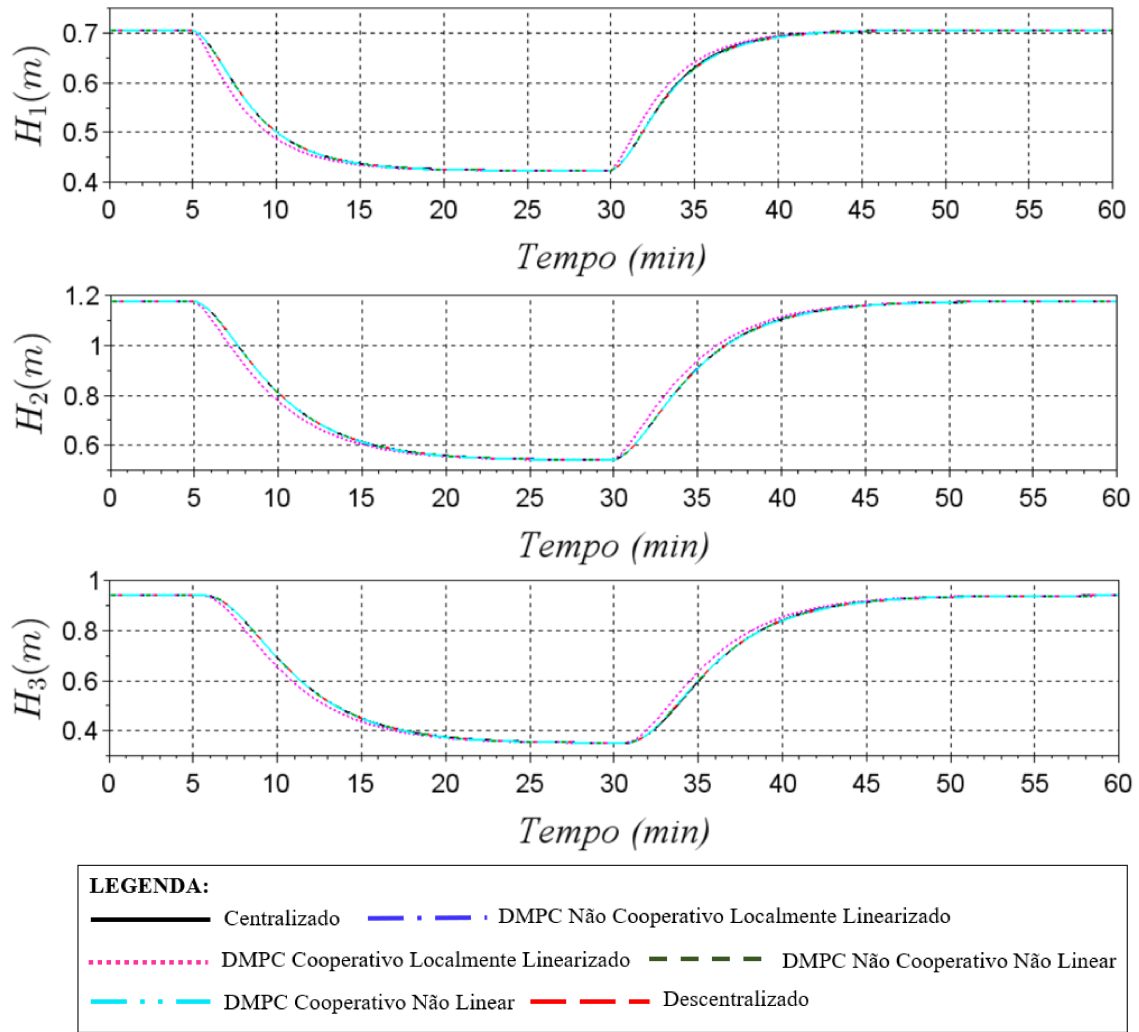 0.7
0.6
0.5
0.4
H₁(m)
0 5 10 15 20 25 30 35 40 45 50 55 60
Tempo (min)
1.2
1
0.8
0.6
H₂(m)
0 5 10 15 20 25 30 35 40 45 50 55 60
Tempo (min)
1
0.8
0.6
0.4
H₃(m)
0 5 10 15 20 25 30 35 40 45 50 55 60
Tempo (min)
LEGENDA:
Centralizado DMPC Não Cooperativo Localmente Linearizado
DMPC Cooperativo Localmente Linearizado DMPC Não Cooperativo Não Linear
DMPC Cooperativo Não Linear Descentralizado